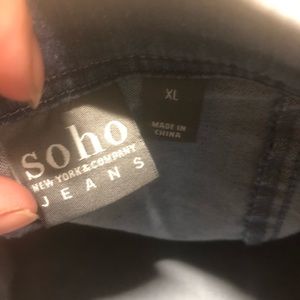 soho
NEW YORK & COMPANY
JEANS
XL
MADE IN
CHINA